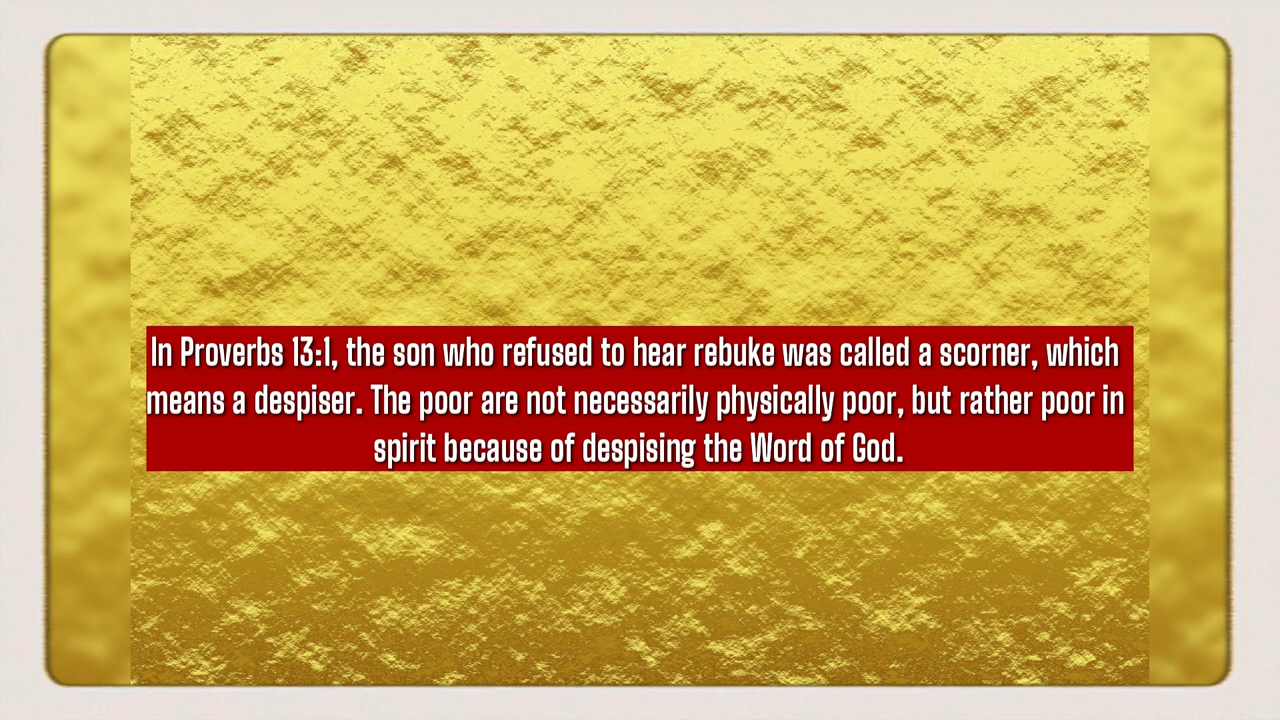 In Proverbs 13:1, the son who refused to hear rebuke was called a scorner, which
means a despiser. The poor are not necessarily physically poor, but rather poor in
spirit because of despising the Word of God.